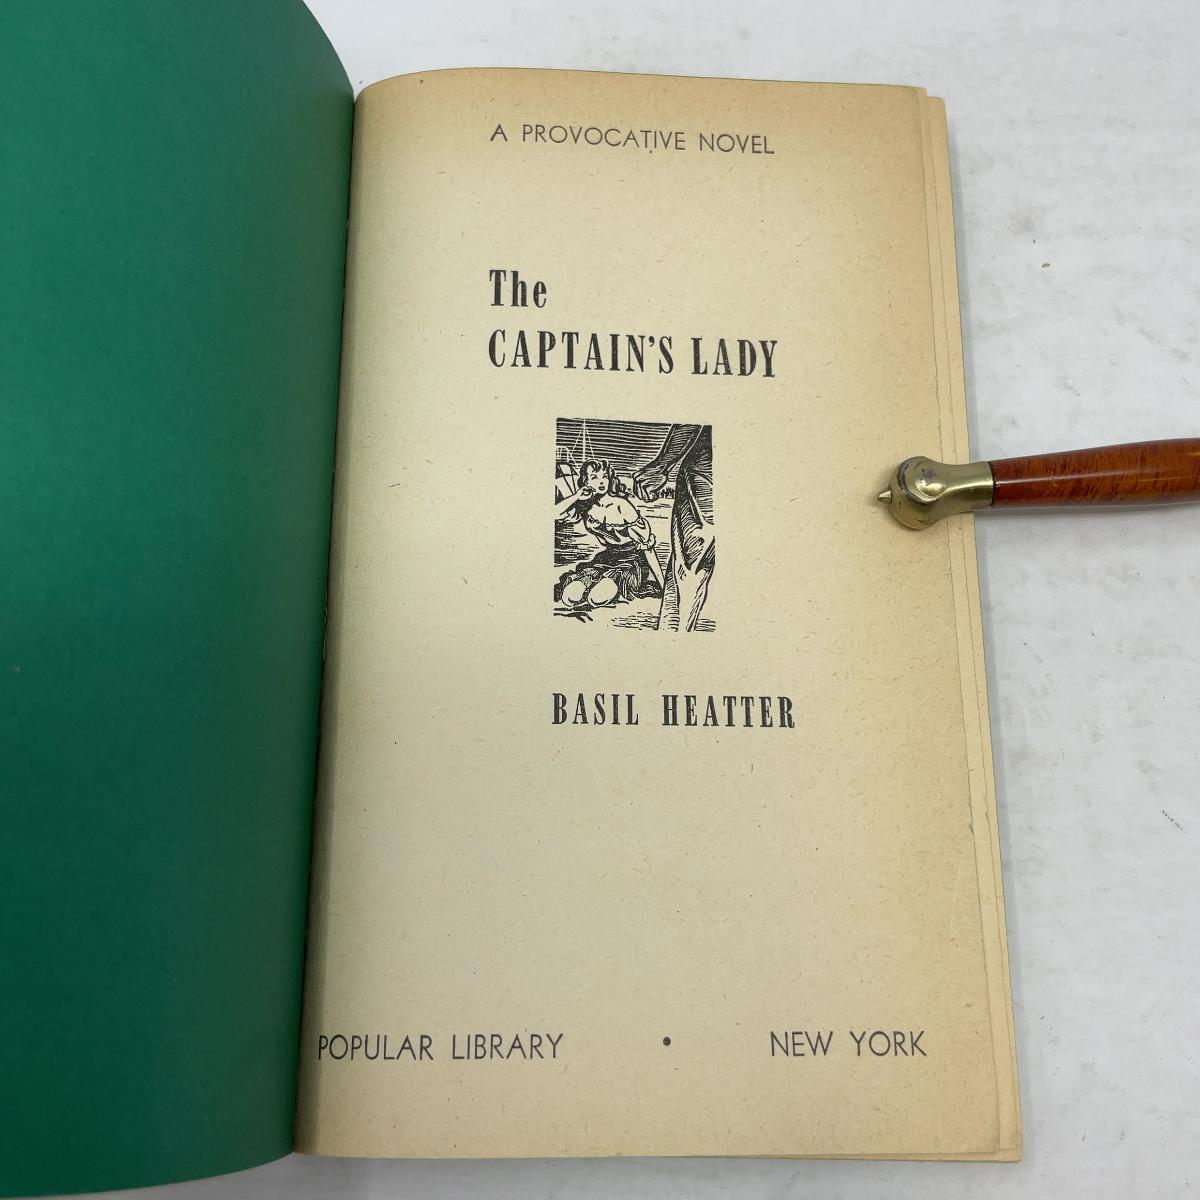 A PROVOCATIVE NOVEL
The
CAPTAIN'S LADY
BASIL HEATTER
POPULAR LIBRARY • NEW YORK